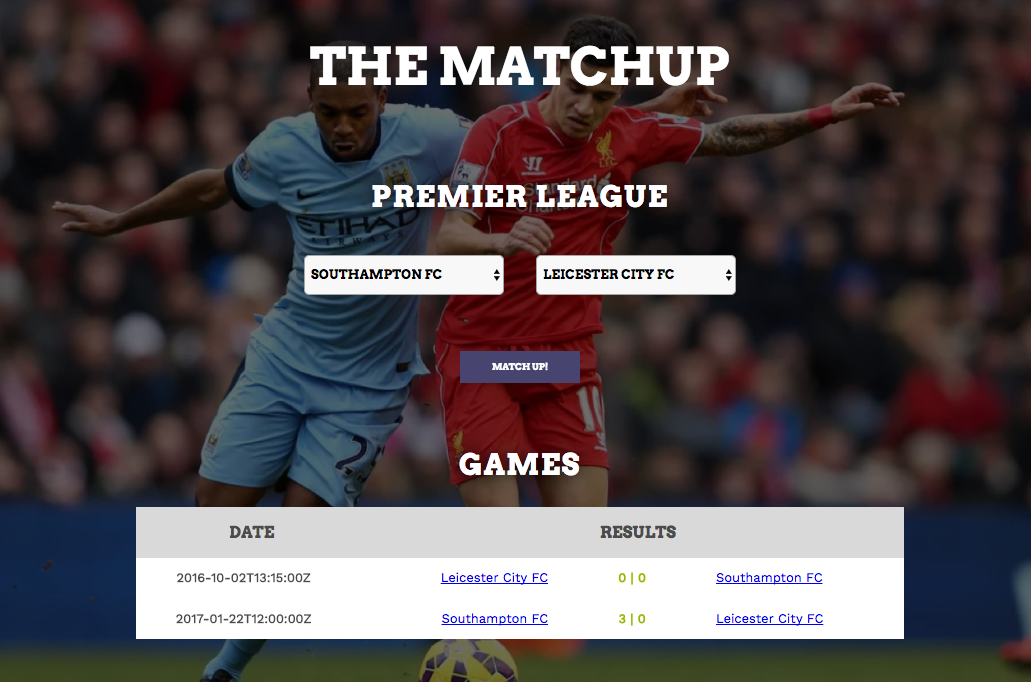 THE MATCHUP
PREMIER LEAGUE
SOUTHAMPTON FC LEICESTER CITY FC
ETIHAD
AIRWAYS
MATCH UP!
GAMES
DATE RESULTS
2016-10-02T13:15:00Z Leicester City FC 0 | 0 Southampton FC
2017-01-22T12:00:00Z Southampton FC 3 | 0 Leicester City FC